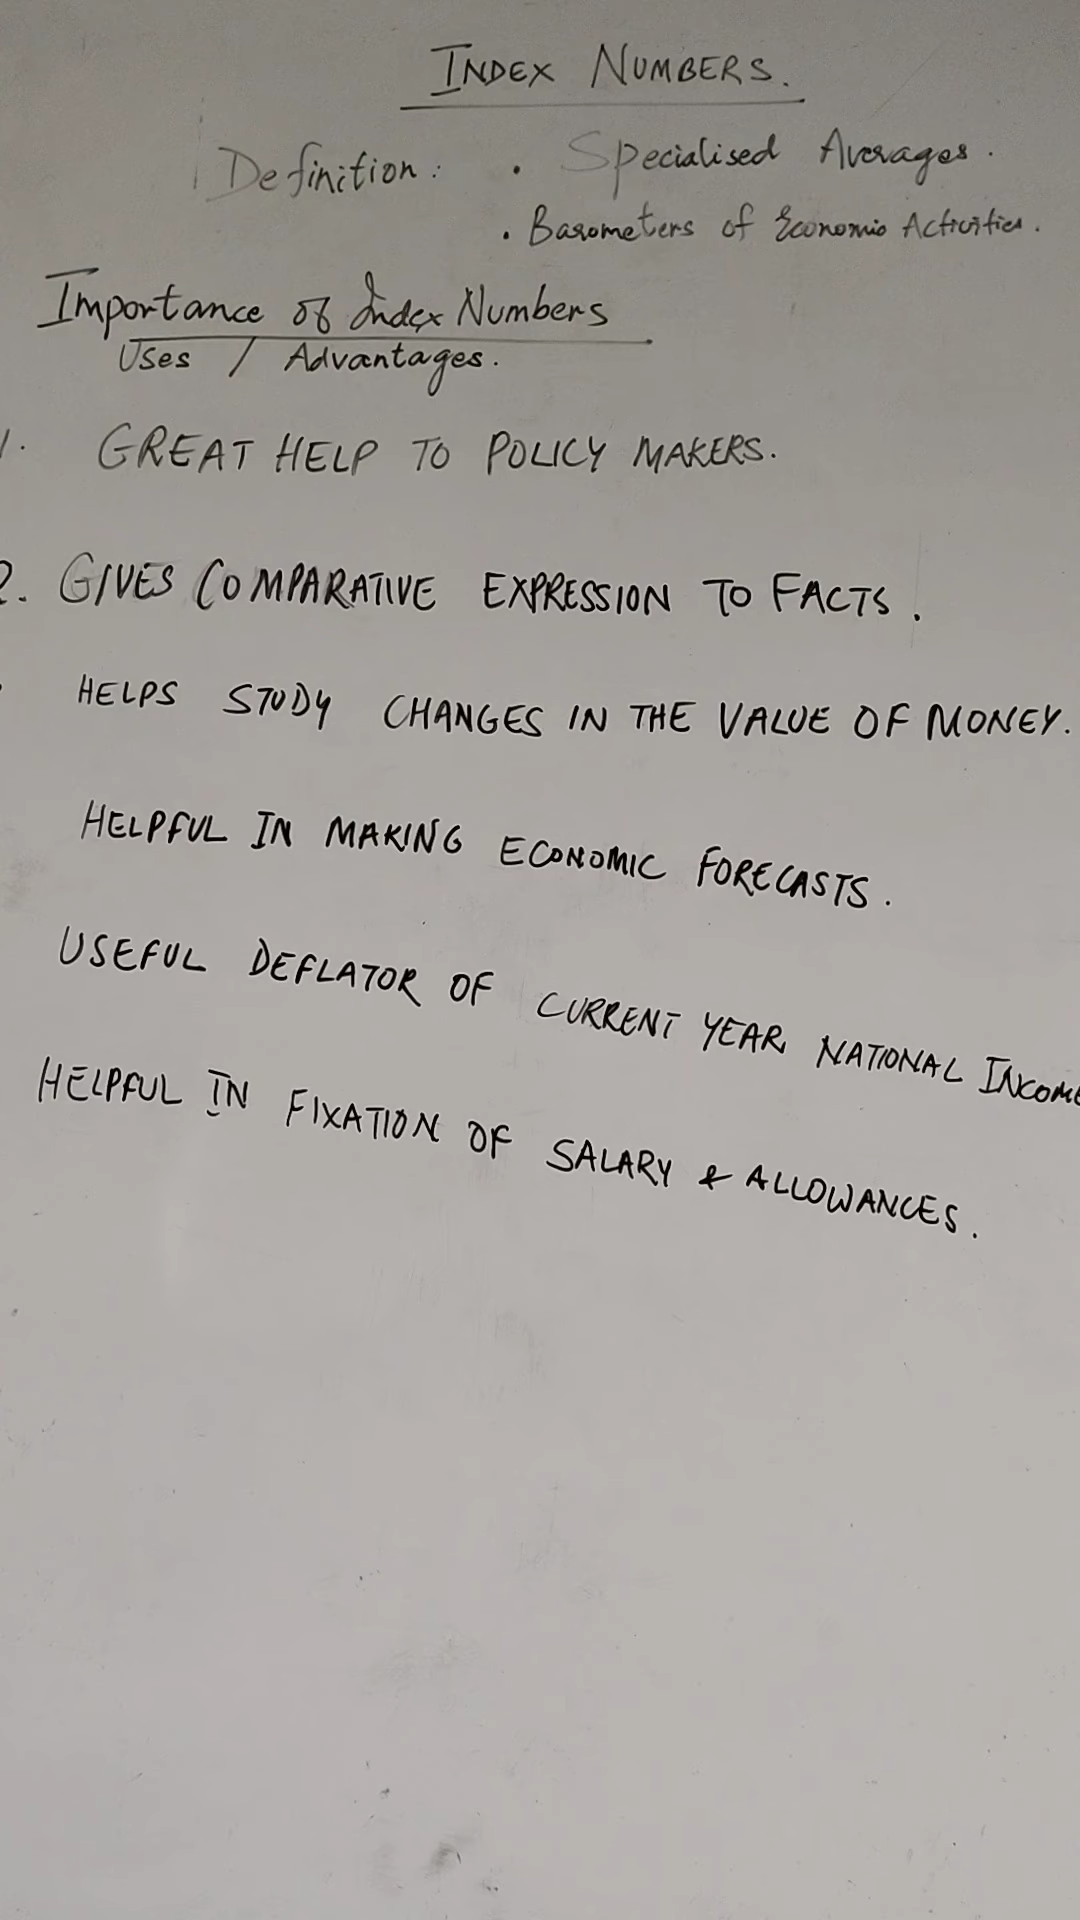 INDEX NUMBERS.
Definition: . Specialised Averages.
. Barometers of Economic Activities.
Importance of Index Numbers
Uses / Advantages.
1. GREAT HELP TO POLICY MAKERS.
2. GIVES COMPARATIVE EXPRESSION TO FACTS.
HELPS STUDY CHANGES IN THE VALUE OF MONEY.
HELPFUL IN MAKING ECONOMIC FORECASTS.
USEFUL DEFLATOR OF CURRENT YEAR NATIONAL INCOME
HELPFUL IN FIXATION OF SALARY & ALLOWANCES.